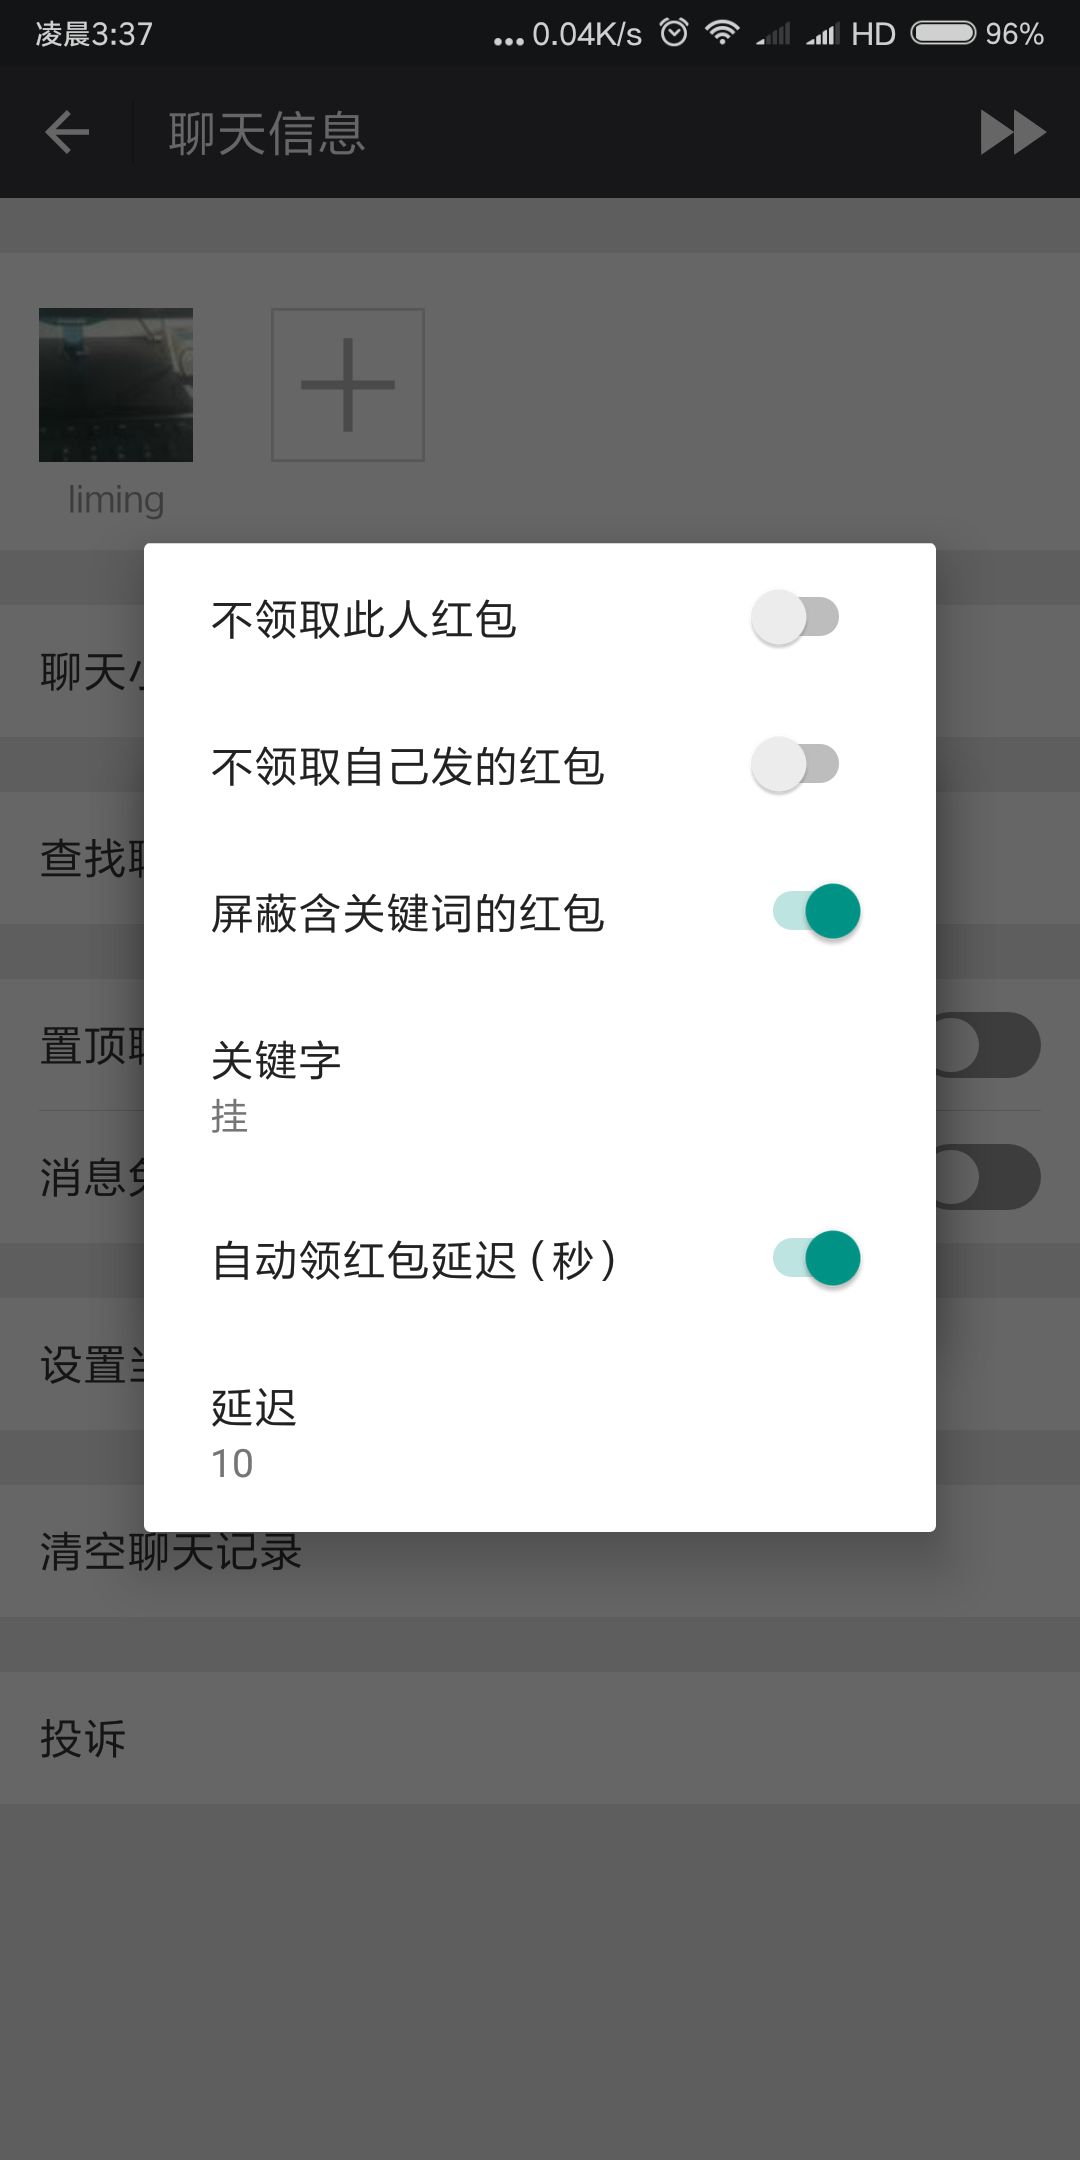 凌晨3:37
... 0.04K/s HD 96%
聊天信息
liming
不领取此人红包
聊天
不领取自己发的红包
查找
屏蔽含关键词的红包
置顶
关键字
挂
消息
自动领红包延迟(秒)
设置
延迟
10
清空聊天记录
投诉